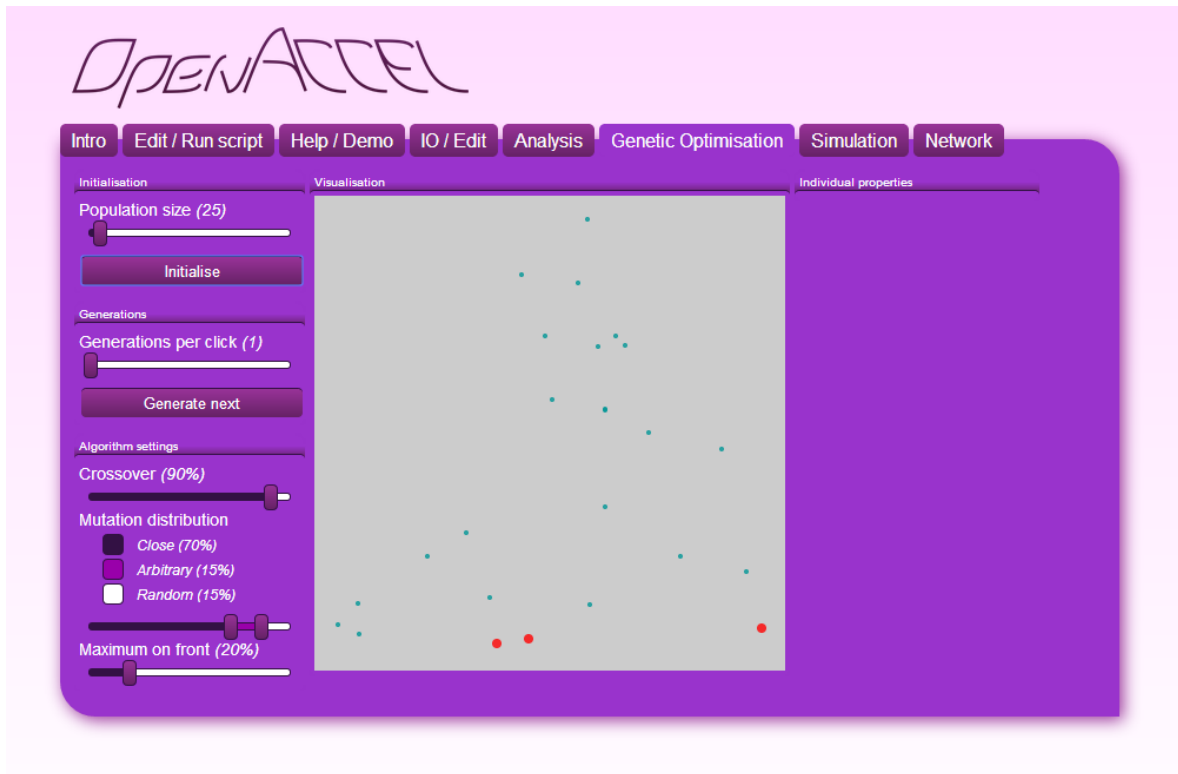 OpenAccel
Intro Edit / Run script Help / Demo IO / Edit Analysis Genetic Optimisation Simulation Network
Initialisation
Population size (25)
Initialise
Generations
Generations per click (1)
Generate next
Algorithm settings
Crossover (90%)
Mutation distribution
Close (70%)
Arbitrary (15%)
Random (15%)
Maximum on front (20%)
Visualisation
Individual properties